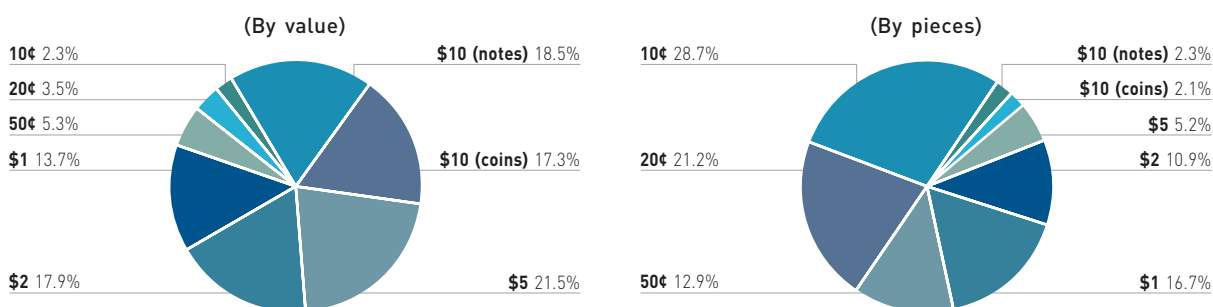 (By value)
10¢ 2.3%
$10 (notes) 18.5%
20¢ 3.5%
50¢ 5.3%
$1 13.7%
$10 (coins) 17.3%
$2 17.9%
$5 21.5%
(By pieces)
10¢ 28.7%
$10 (notes) 2.3%
$10 (coins) 2.1%
$5 5.2%
20¢ 21.2%
$2 10.9%
50¢ 12.9%
$1 16.7%